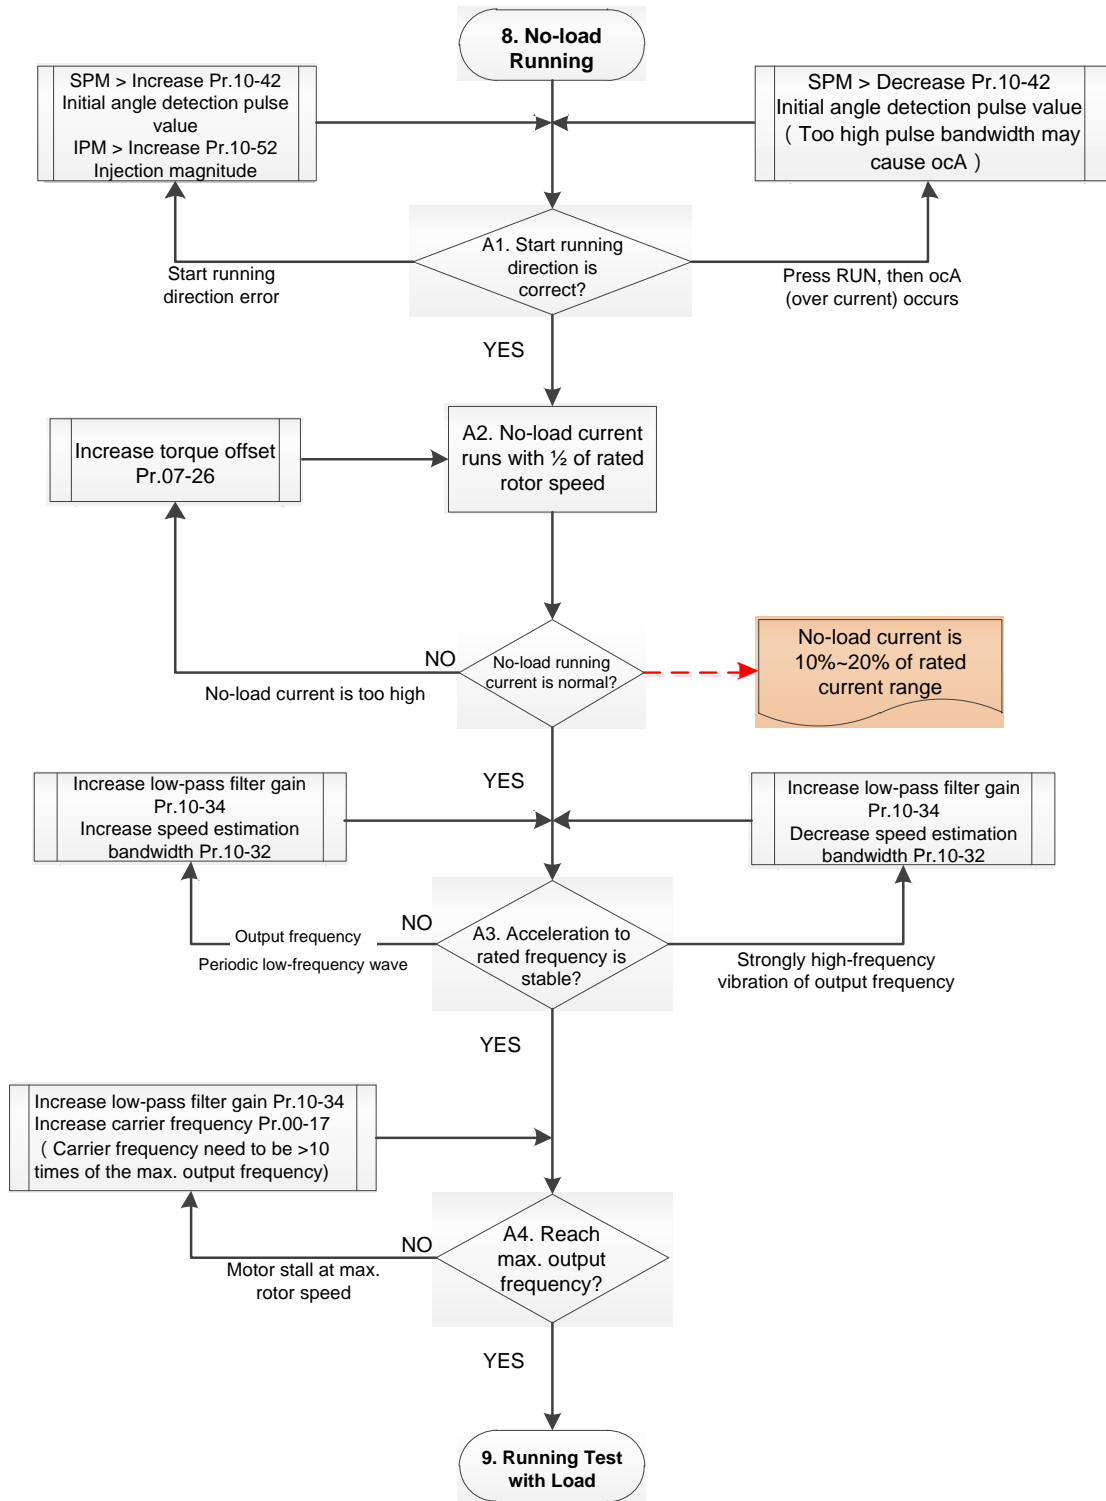 8. No-load
Running
SPM > Increase Pr.10-42
Initial angle detection pulse
value
IPM > Increase Pr.10-52
Injection magnitude
SPM > Decrease Pr.10-42
Initial angle detection pulse value
( Too high pulse bandwidth may
cause ocA )
A1. Start running
direction is
correct?
Start running
direction error
Press RUN, then ocA
(over current) occurs
YES
Increase torque offset
Pr.07-26
A2. No-load current
runs with ½ of rated
rotor speed
NO
No-load current is too high
No-load running
current is normal?
No-load current is
10%~20% of rated
current range
YES
Increase low-pass filter gain
Pr.10-34
Increase speed estimation
bandwidth Pr.10-32
Increase low-pass filter gain
Pr.10-34
Decrease speed estimation
bandwidth Pr.10-32
NO
Output frequency
Periodic low-frequency wave
A3. Acceleration to
rated frequency is
stable?
Strongly high-frequency
vibration of output frequency
YES
Increase low-pass filter gain Pr.10-34
Increase carrier frequency Pr.00-17
( Carrier frequency need to be >10
times of the max. output frequency)
NO
Motor stall at max.
rotor speed
A4. Reach
max. output
frequency?
YES
9. Running Test
with Load